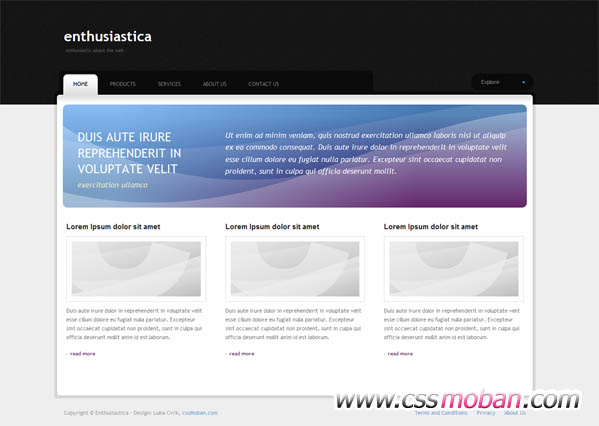 enthusiastica
enthusiastic about the web
HOME PRODUCTS SERVICES ABOUT US CONTACT US Explore
DUIS AUTE IRURE
REPREHENDERIT IN
VOLUPTATE VELIT
exercitation ullamco
Ut enim ad minim veniam, quis nostrud exercitation ullamco laboris nisi ut aliquip
ex ea commodo consequat. Duis aute irure dolor in reprehenderit in voluptate velit
esse cillum dolore eu fugiat nulla pariatur. Excepteur sint occaecat cupidatat non
proident, sunt in culpa qui officia deserunt mollit.
Lorem ipsum dolor sit amet
Duis aute irure dolor in reprehenderit in voluptate velit
esse cillum dolore eu fugiat nulla pariatur. Excepteur
sint occaecat cupidatat non proident, sunt in culpa qui
officia deserunt mollit anim id est laborum.
read more
Lorem ipsum dolor sit amet
Duis aute irure dolor in reprehenderit in voluptate velit
esse cillum dolore eu fugiat nulla pariatur. Excepteur
sint occaecat cupidatat non proident, sunt in culpa qui
officia deserunt mollit anim id est laborum.
read more
Lorem ipsum dolor sit amet
Duis aute irure dolor in reprehenderit in voluptate velit
esse cillum dolore eu fugiat nulla pariatur. Excepteur
sint occaecat cupidatat non proident, sunt in culpa qui
officia deserunt mollit anim id est laborum.
read more
www.cssmoban.com
Copyright © Enthusiastica - Design: Luka Cvrk, cssMoban.com
Terms and Conditions Privacy About Us